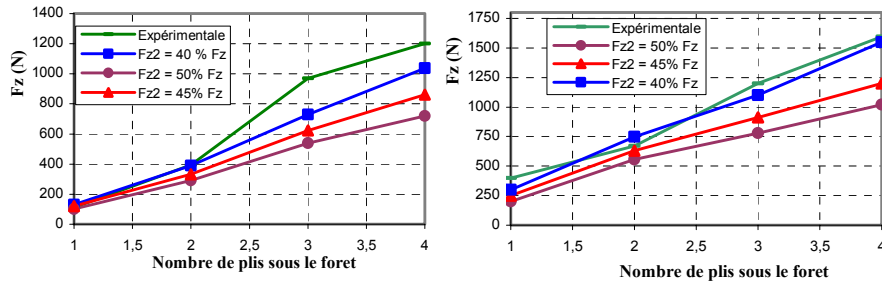 1400
1200
1000
800
600
400
200
0
Fz (N)
Expérimentale
Fz2 = 40 % Fz
Fz2 = 50% Fz
Fz2 = 45% Fz
1 1,5 2 2,5 3 3,5 4
Nombre de plis sous le foret
1750
1500
1250
1000
750
500
250
0
Fz (N)
Expérimentale
Fz2 = 50% Fz
Fz2 = 45% Fz
Fz2 = 40% Fz
1 1,5 2 2,5 3 3,5 4
Nombre de plis sous le foret